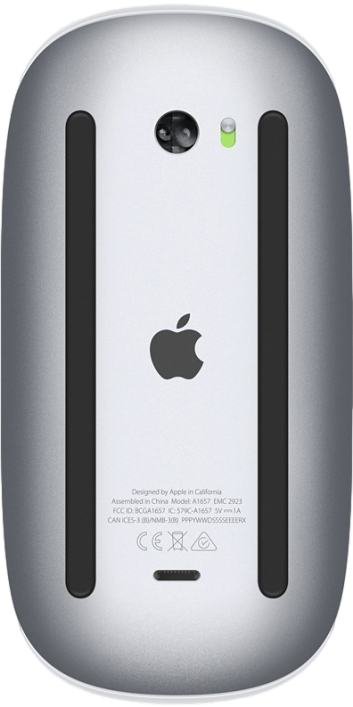 Designed by Apple in California
Assembled in China Model: A1657 EMC 2923
FCC ID: BCGA1657 IC: 579C-A1657 5V⎓1A
CAN ICES-3 (B)/NMB-3(B) PPPYWWDSSSSEEEERX
CE